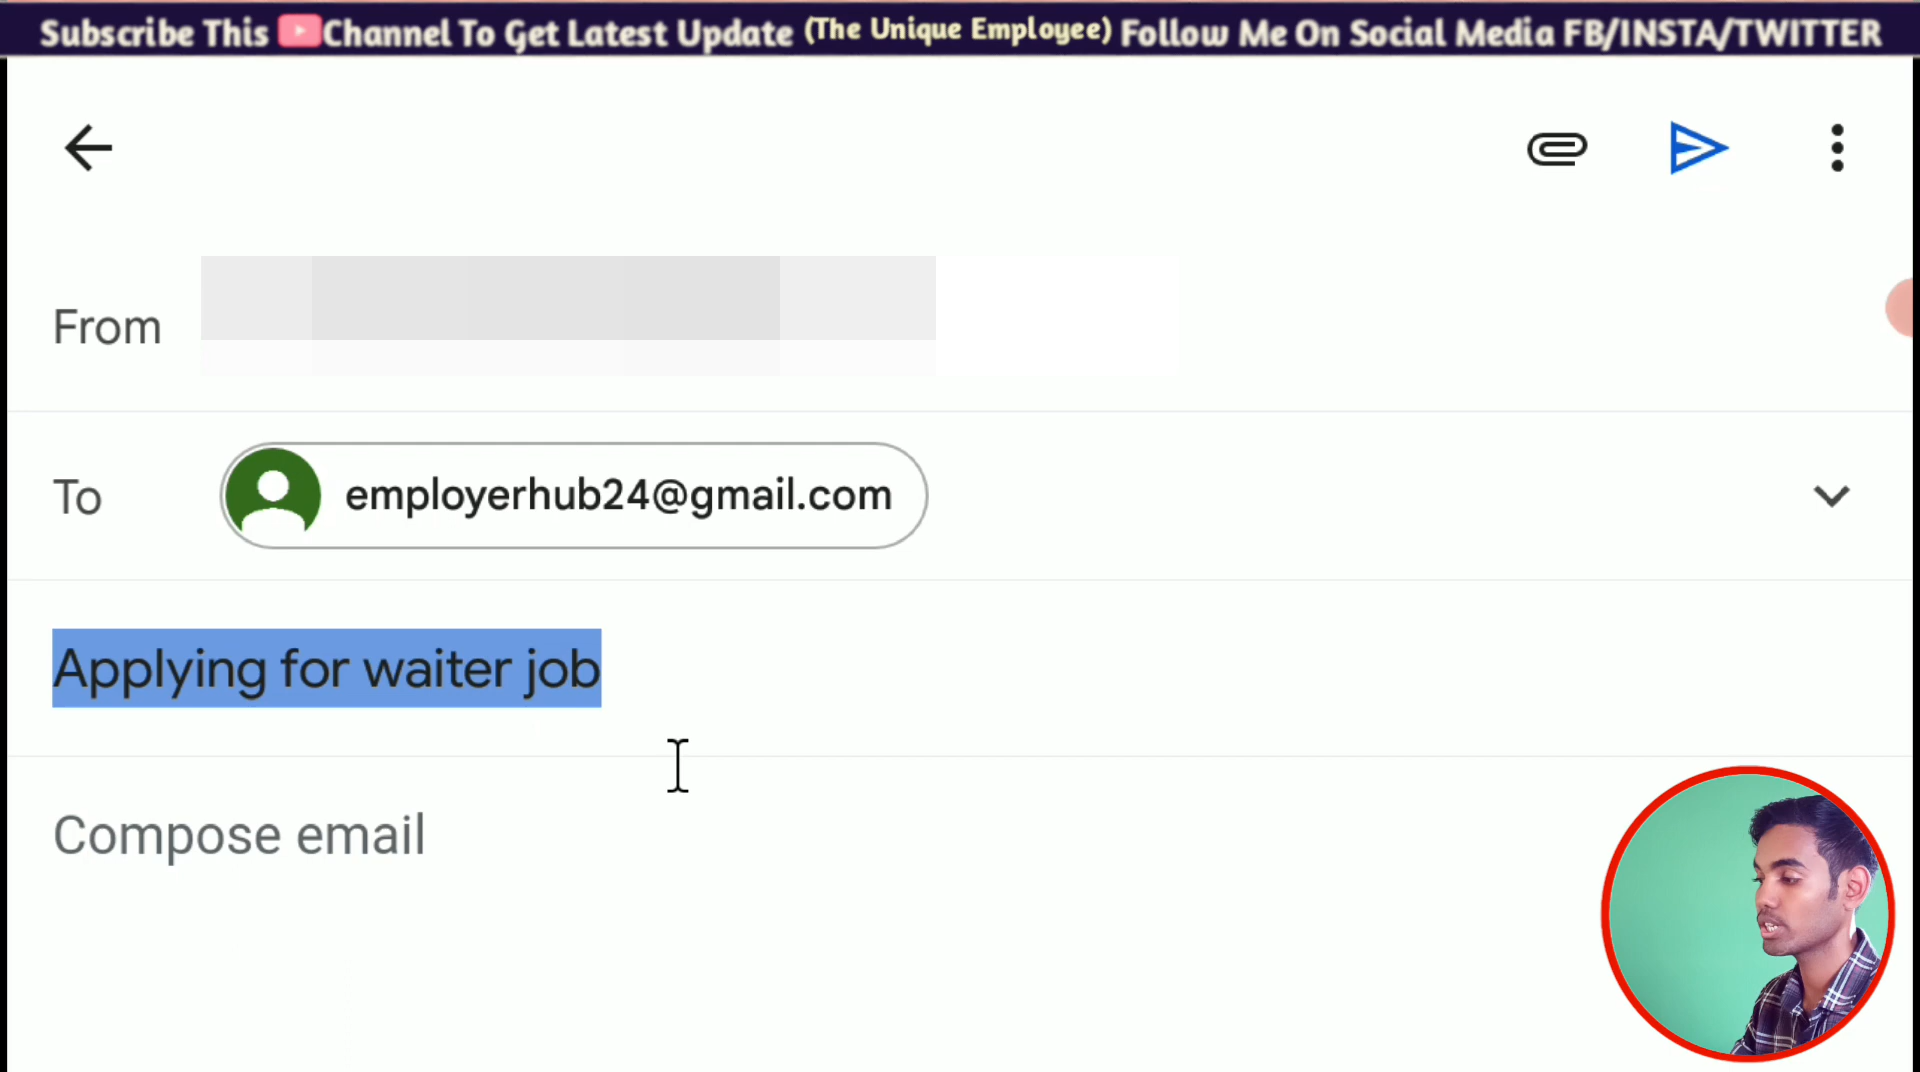 Subscribe This Channel To Get Latest Update (The Unique Employee) Follow Me On Social Media FB/INSTA/TWITTER
From
To employerhub24@gmail.com
Applying for waiter job
Compose email